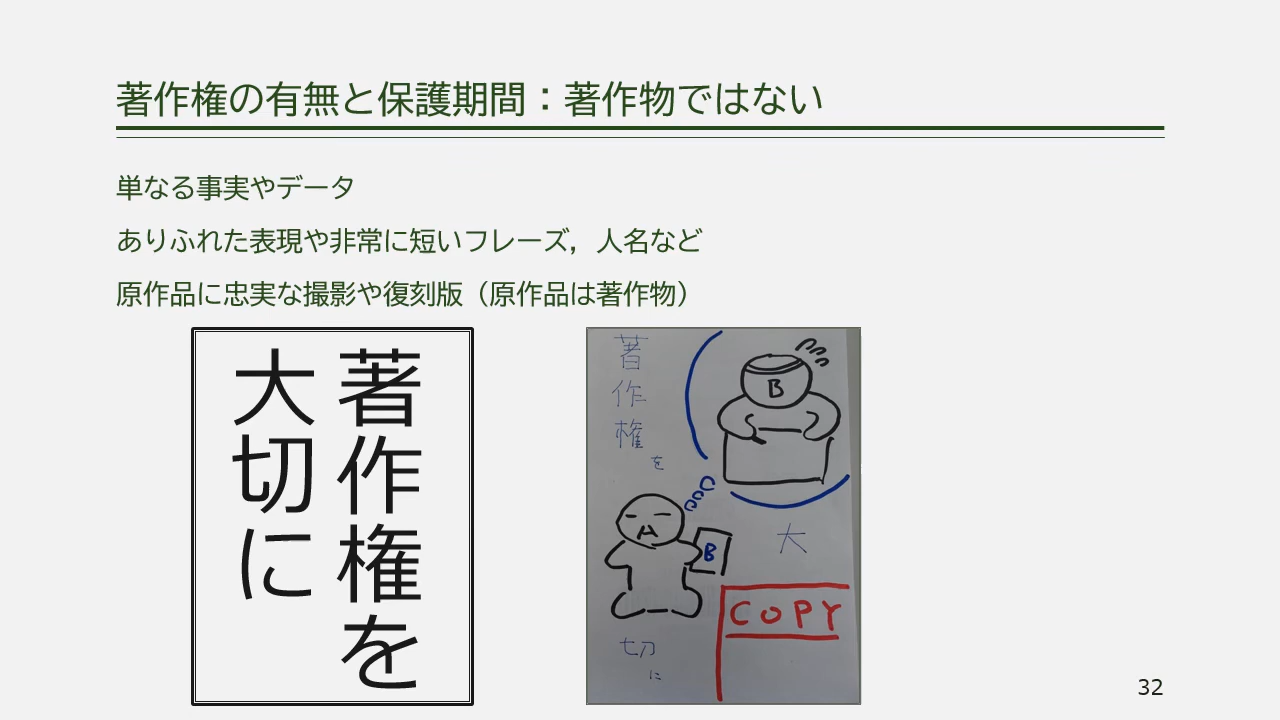 著作権の有無と保護期間：著作物ではない
単なる事実やデータ
ありふれた表現や非常に短いフレーズ，人名など
原作品に忠実な撮影や復刻版（原作品は著作物）
著作権を
大切に
著作権を
大
切に
B
A
B
COPY
32